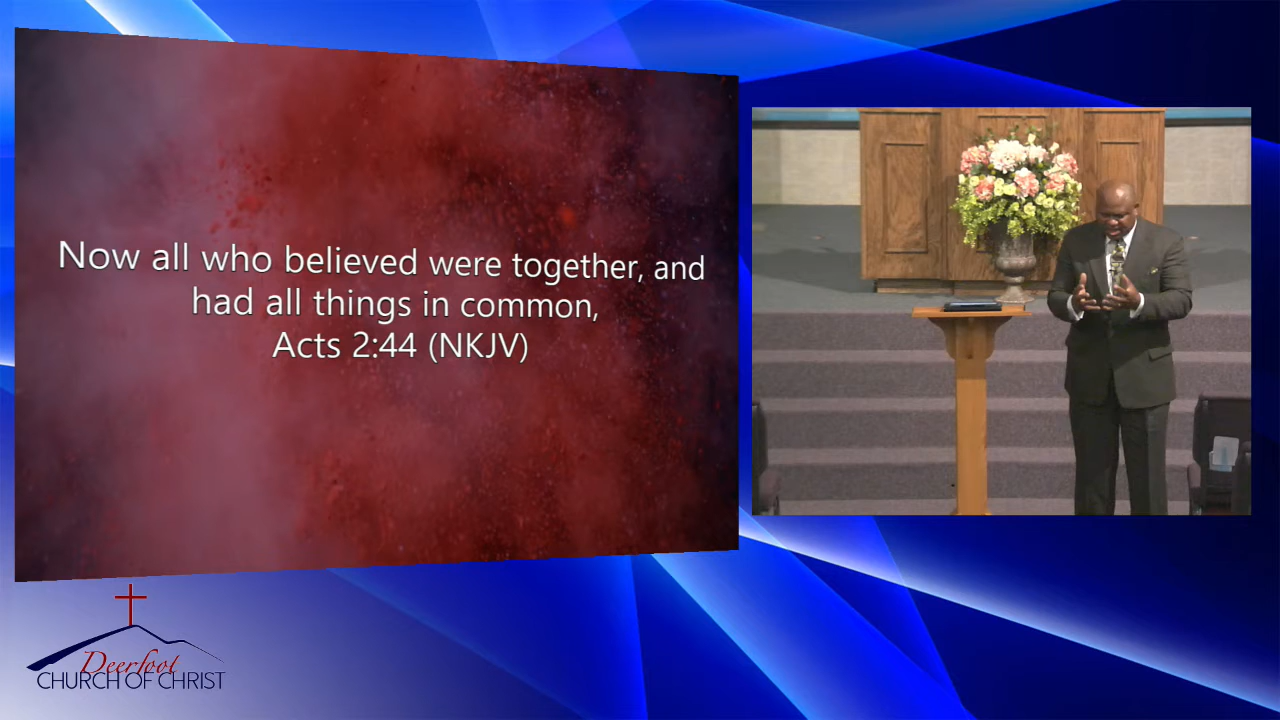 Now all who believed were together, and
had all things in common,
Acts 2:44 (NKJV)
Deerfoot
CHURCH OF CHRIST